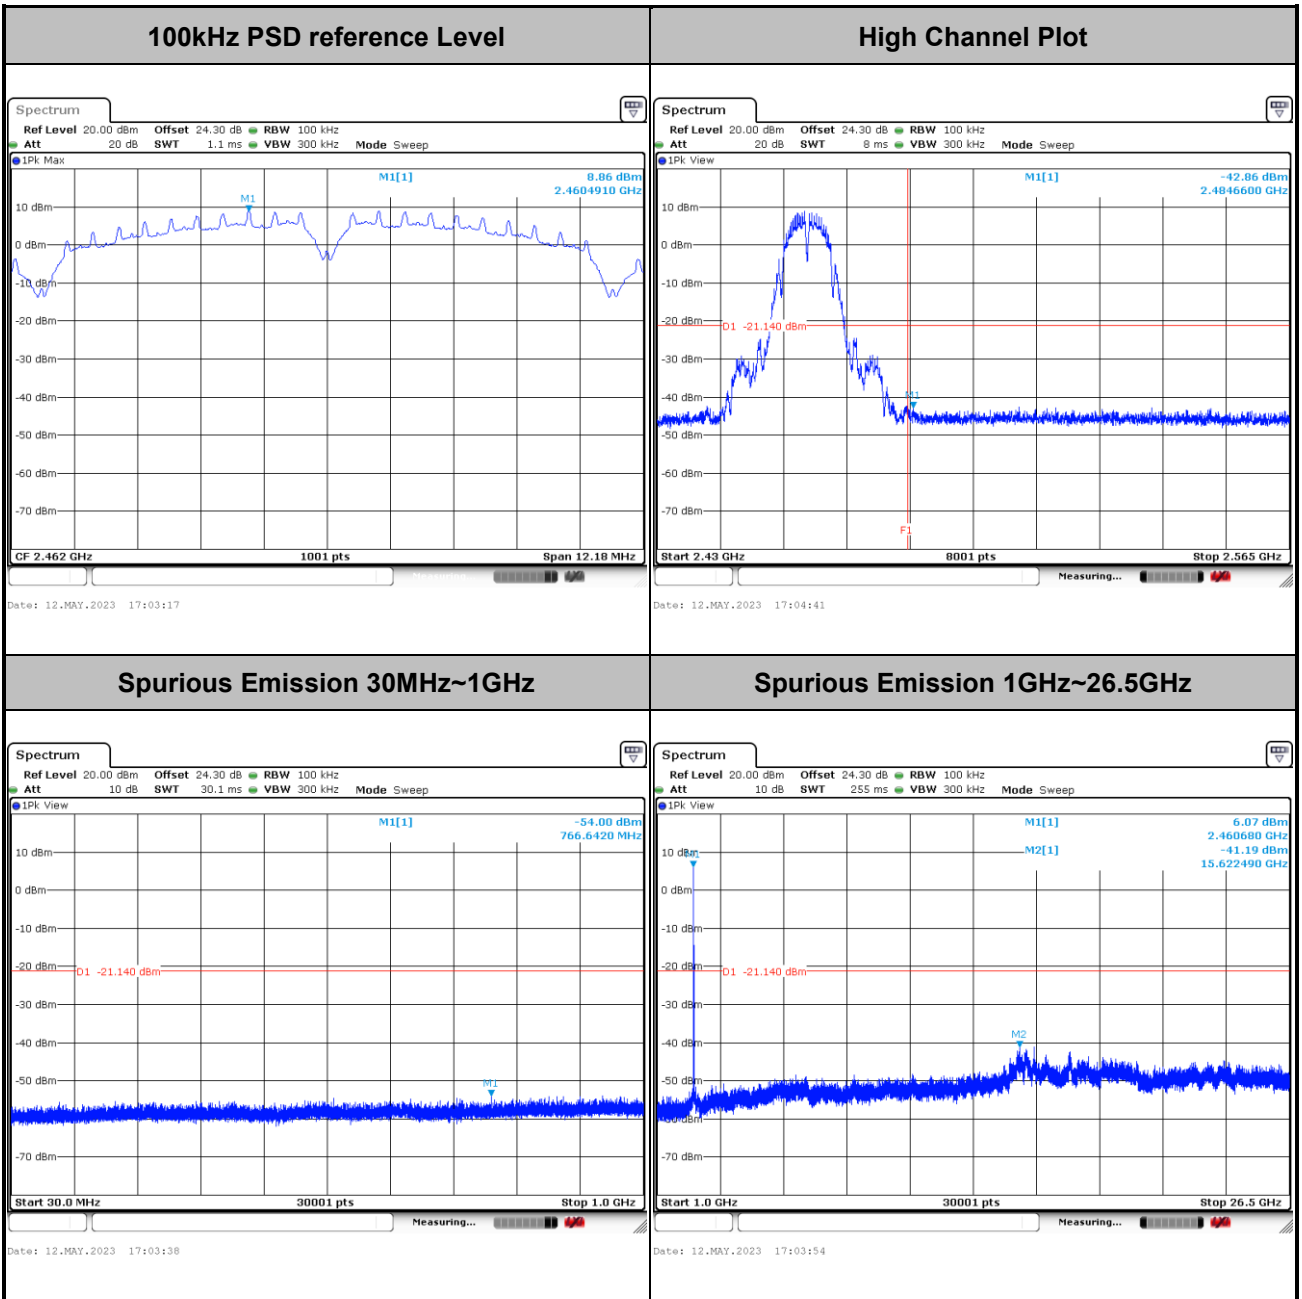 100kHz PSD reference Level
High Channel Plot
Spectrum
Ref Level 20.00 dBm Offset 24.30 dB RBW 100 kHz
Att 20 dB SWT 1.1 ms VBW 300 kHz Mode Sweep
1Pk Max
M1[1] 8.86 dBm
2.4604910 GHz
M1
10 dBm
0 dBm
-10 dBm
-20 dBm
-30 dBm
-40 dBm
-50 dBm
-60 dBm
-70 dBm
CF 2.462 GHz 1001 pts Span 12.18 MHz
Measuring...
Date: 12.MAY.2023 17:03:17
Spectrum
Ref Level 20.00 dBm Offset 24.30 dB RBW 100 kHz
Att 20 dB SWT 8 ms VBW 300 kHz Mode Sweep
1Pk View
M1[1] -42.86 dBm
2.4846600 GHz
10 dBm
0 dBm
-10 dBm
-20 dBm
D1 -21.140 dBm
-30 dBm
-40 dBm
M1
-50 dBm
-60 dBm
-70 dBm
F1
Start 2.43 GHz 8001 pts Stop 2.565 GHz
Measuring...
Date: 12.MAY.2023 17:04:41
Spurious Emission 30MHz~1GHz
Spurious Emission 1GHz~26.5GHz
Spectrum
Ref Level 20.00 dBm Offset 24.30 dB RBW 100 kHz
Att 10 dB SWT 30.1 ms VBW 300 kHz Mode Sweep
1Pk View
M1[1] -54.00 dBm
766.6420 MHz
10 dBm
0 dBm
-10 dBm
-20 dBm
D1 -21.140 dBm
-30 dBm
-40 dBm
-50 dBm
M1
-70 dBm
Start 30.0 MHz 30001 pts Stop 1.0 GHz
Measuring...
Date: 12.MAY.2023 17:03:38
Spectrum
Ref Level 20.00 dBm Offset 24.30 dB RBW 100 kHz
Att 10 dB SWT 255 ms VBW 300 kHz Mode Sweep
1Pk View
M1[1] 6.07 dBm
2.460680 GHz
M2[1] -41.19 dBm
15.622490 GHz
10 dBm
M1
0 dBm
-10 dBm
-20 dBm
D1 -21.140 dBm
-30 dBm
M2
-40 dBm
-50 dBm
-60 dBm
-70 dBm
Start 1.0 GHz 30001 pts Stop 26.5 GHz
Measuring...
Date: 12.MAY.2023 17:03:54